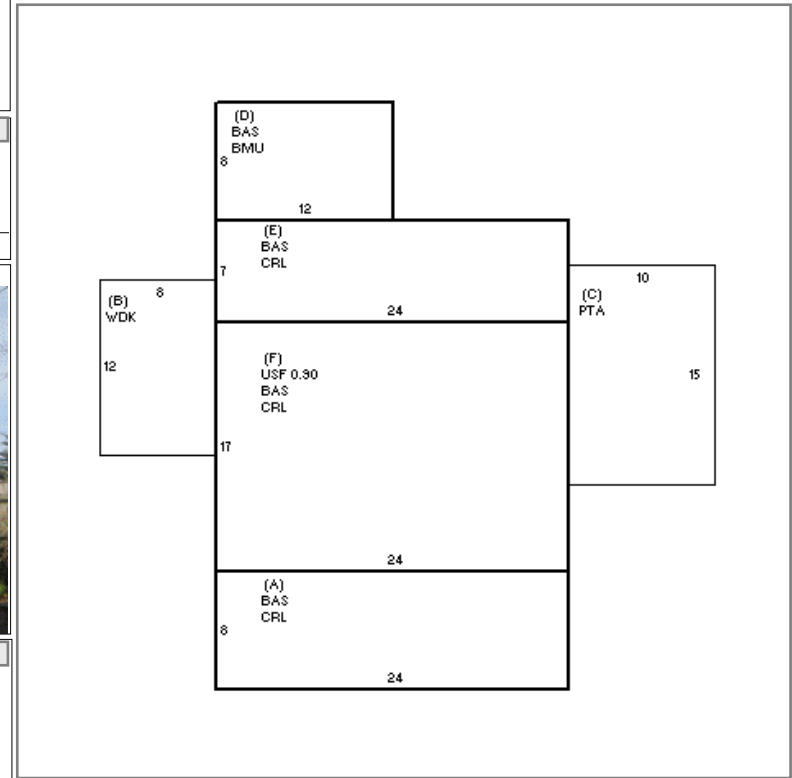 (D)
BAS
BMU
8
12
(E)
BAS
CRL
7
24
8
(B)
WDK
12
10
(C)
PTA
15
(F)
USF 0.90
BAS
CRL
17
24
(A)
BAS
CRL
8
24